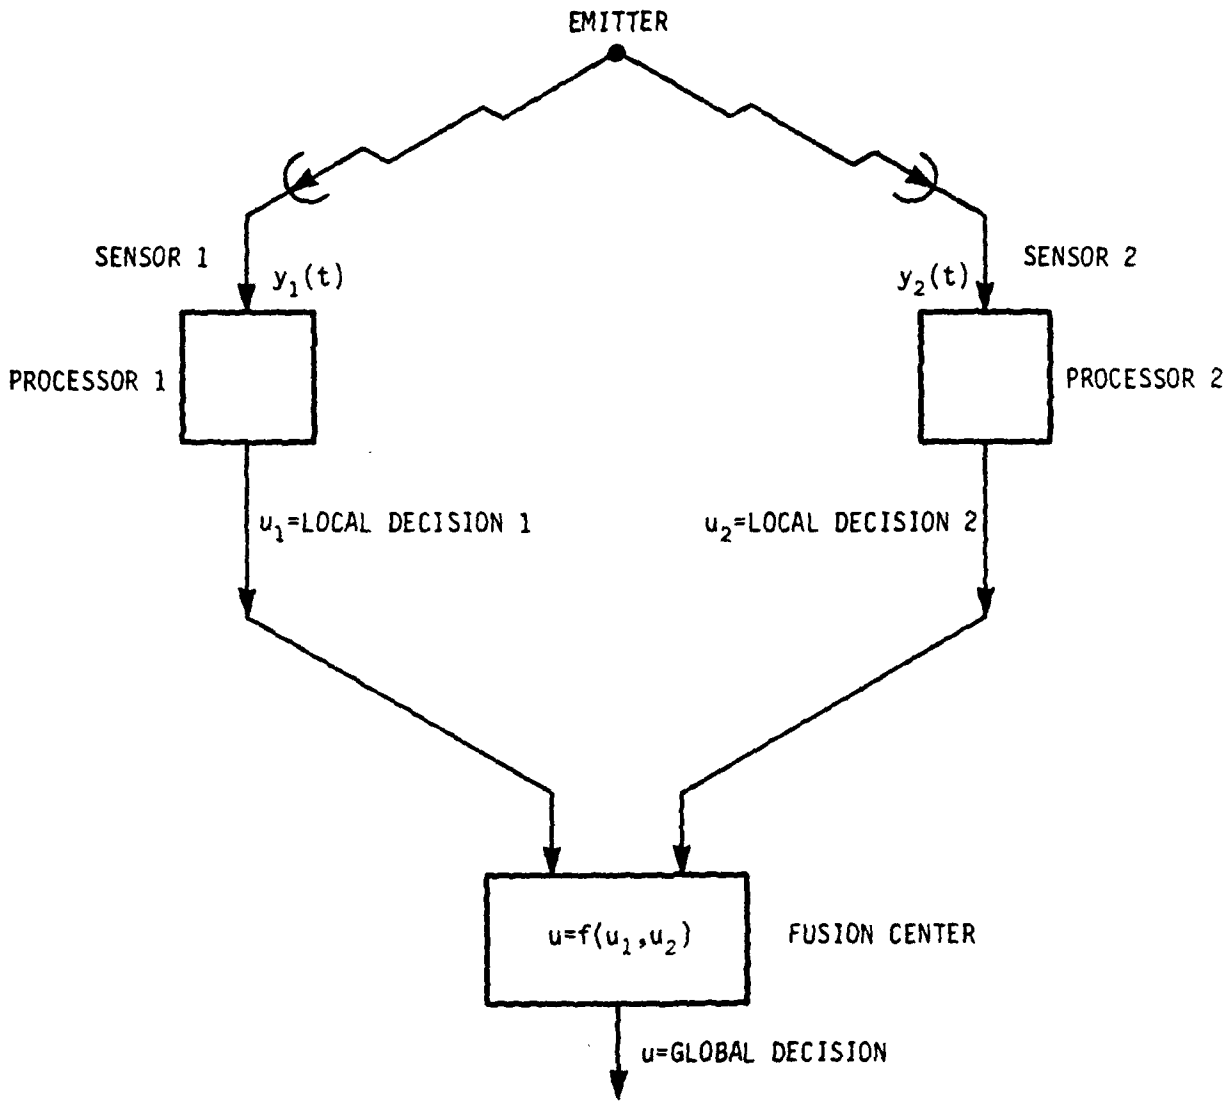 EMITTER
SENSOR 1
y₁(t)
y₂(t)
SENSOR 2
PROCESSOR 1
PROCESSOR 2
u₁=LOCAL DECISION 1
u₂=LOCAL DECISION 2
u=f(u₁,u₂)
FUSION CENTER
u=GLOBAL DECISION